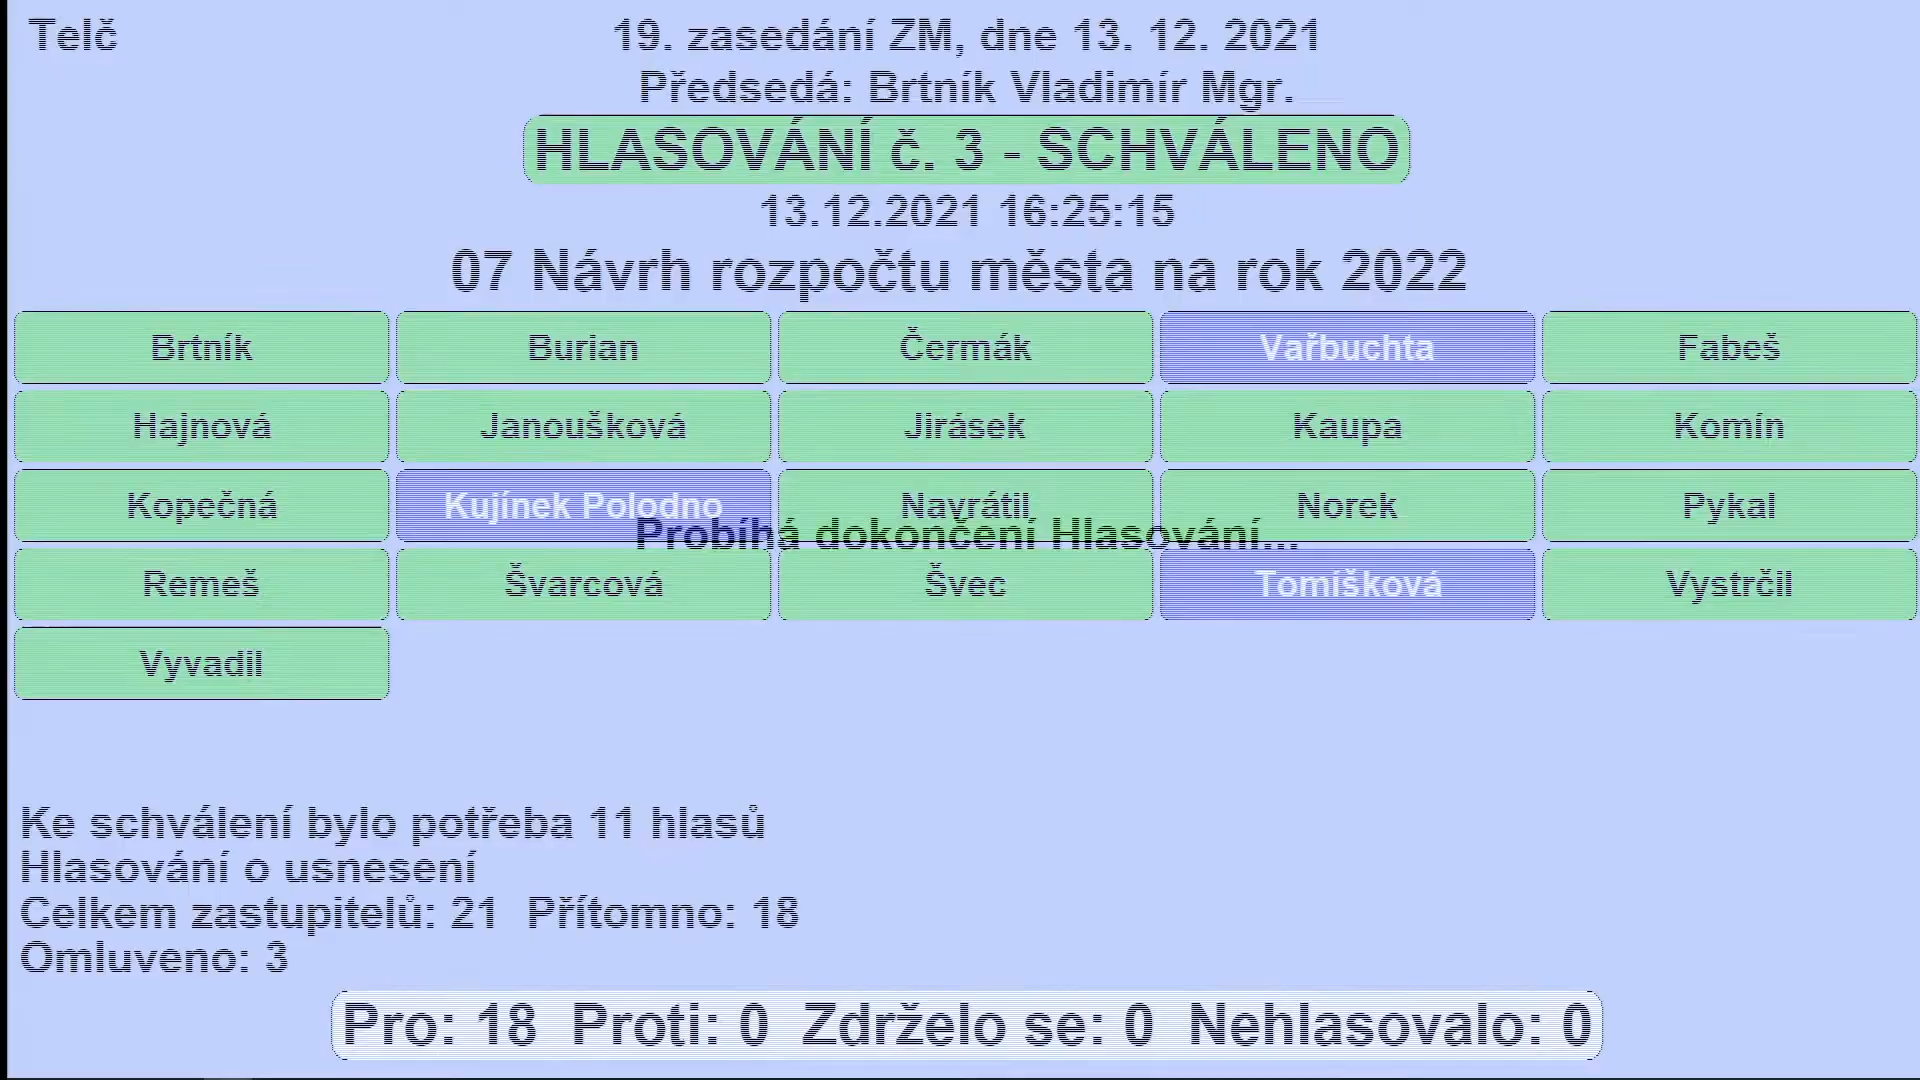 Telč
19. zasedání ZM, dne 13. 12. 2021
Předsedá: Brtník Vladimír Mgr.
HLASOVÁNÍ č. 3 - SCHVÁLENO
13.12.2021 16:25:15
07 Návrh rozpočtu města na rok 2022
Brtník Burian Čermák Vařbuchta Fabeš
Hajnová Janoušková Jirásek Kaupa Komín
Kopečná Kujínek Polodno Navrátil Norek Pykal
Probíhá dokončení Hlasování...
Remeš Švarcová Švec Tomíšková Vystrčil
Vyvadil
Ke schválení bylo potřeba 11 hlasů
Hlasování o usnesení
Celkem zastupitelů: 21 Přítomno: 18
Omluveno: 3
Pro: 18 Proti: 0 Zdrželo se: 0 Nehlasovalo: 0